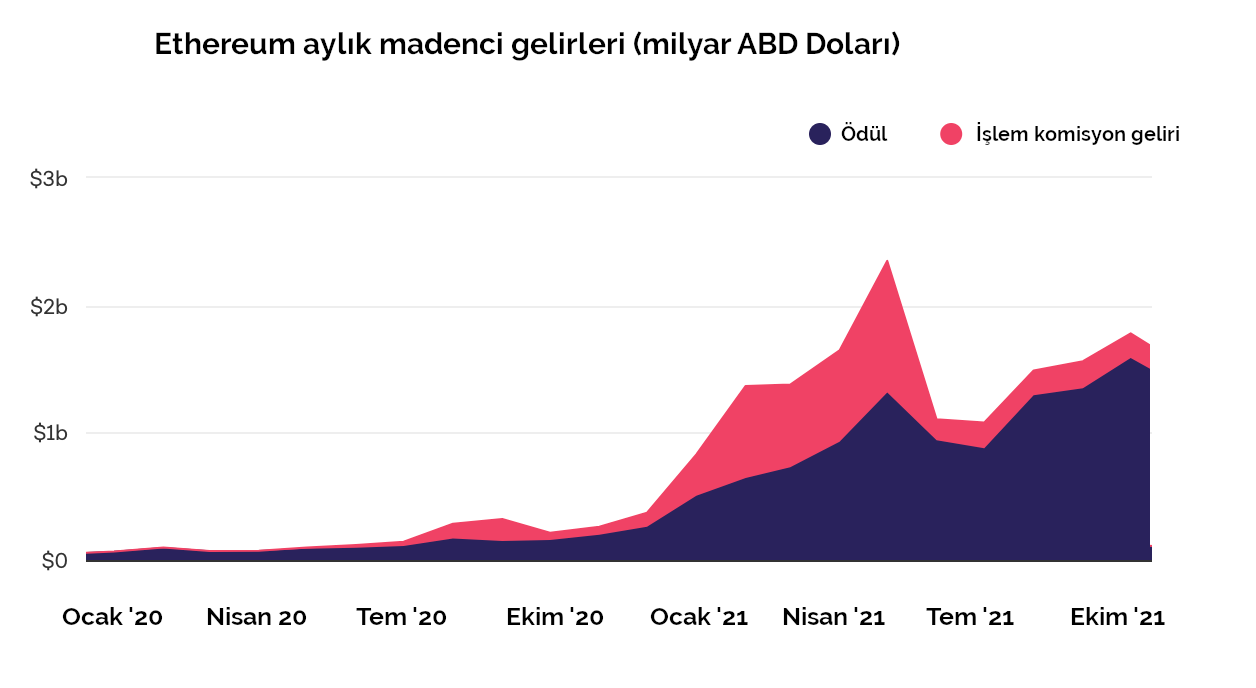 Ethereum aylık madenci gelirleri (milyar ABD Doları)
Ödül
İşlem komisyon geliri
$3b
$2b
$1b
$0
Ocak '20
Nisan 20
Tem '20
Ekim '20
Ocak '21
Nisan '21
Tem '21
Ekim '21